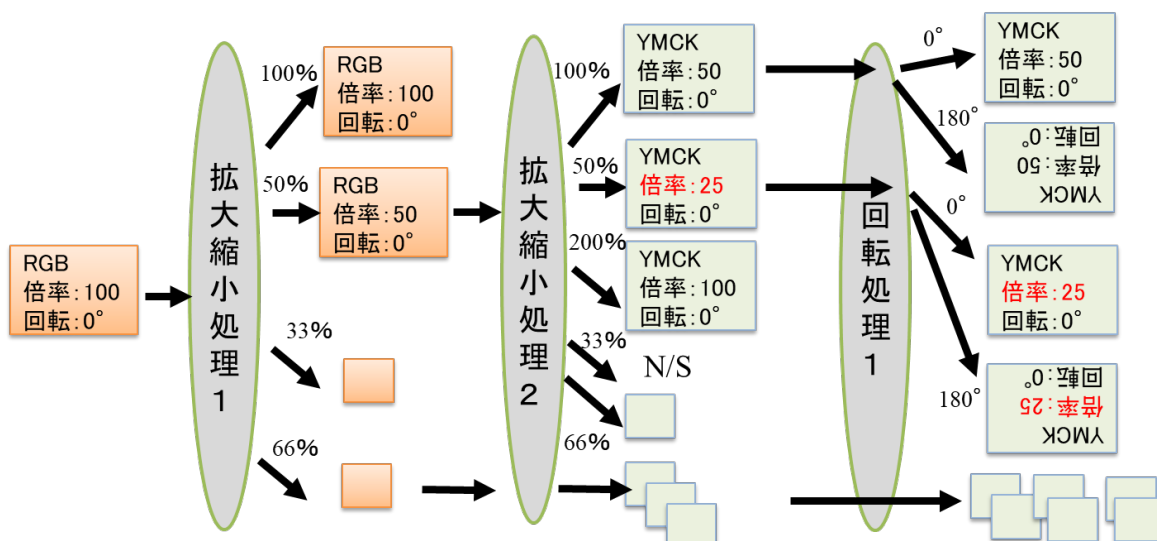 RGB
倍率:100
回転:0°
拡大縮小処理1
100%
RGB
倍率:100
回転:0°
50%
RGB
倍率:50
回転:0°
33%
66%
拡大縮小処理2
100%
YMCK
倍率:50
回転:0°
50%
YMCK
倍率:25
回転:0°
200%
YMCK
倍率:100
回転:0°
33%
N/S
66%
回転処理1
0°
YMCK
倍率:50
回転:0°
180°
YMCK
倍率:50
回転:0°
0°
YMCK
倍率:25
回転:0°
180°
YMCK
倍率:25
回転:0°